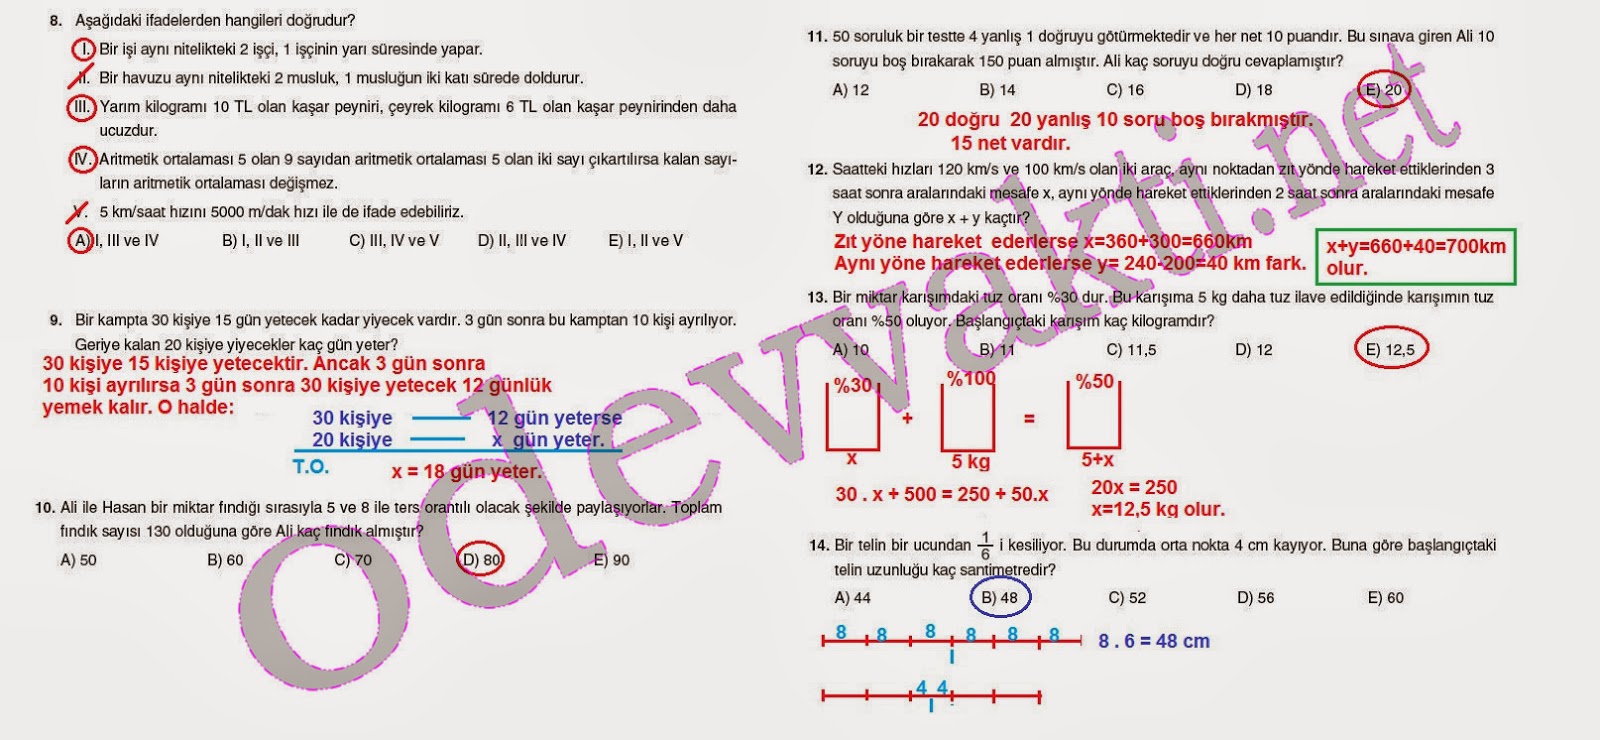 8. Aşağıdaki ifadelerden hangileri doğrudur?
I. Bir işi aynı nitelikteki 2 işçi, 1 işçinin yarı süresinde yapar.
II. Bir havuzu aynı nitelikteki 2 musluk, 1 musluğun iki katı sürede doldurur.
III. Yarım kilogramı 10 TL olan kaşar peyniri, çeyrek kilogramı 6 TL olan kaşar peynirinden daha
ucuzdur.
IV. Aritmetik ortalaması 5 olan 9 sayıdan aritmetik ortalaması 5 olan iki sayı çıkartılırsa kalan sayı-
ların aritmetik ortalaması değişmez.
V. 5 km/saat hızını 5000 m/dak hızı ile de ifade edebiliriz.
A) I, III ve IV B) I, II ve III C) III, IV ve V D) II, III ve IV E) I, II ve V
9. Bir kampta 30 kişiye 15 gün yetecek kadar yiyecek vardır. 3 gün sonra bu kamptan 10 kişi ayrılıyor.
Geriye kalan 20 kişiye yiyecekler kaç gün yeter?
30 kişiye 15 kişiye yetecektir. Ancak 3 gün sonra
10 kişi ayrılırsa 3 gün sonra 30 kişiye yetecek 12 günlük
yemek kalır. O halde:
30 kişiye 12 gün yeterse
20 kişiye x gün yeter.
T.O. x = 18 gün yeter.
10. Ali ile Hasan bir miktar fındığı sırasıyla 5 ve 8 ile ters orantılı olacak şekilde paylaşıyorlar. Toplam
fındık sayısı 130 olduğuna göre Ali kaç fındık almıştır?
A) 50 B) 60 C) 70 D) 80 E) 90
11. 50 soruluk bir testte 4 yanlış 1 doğruyu götürmektedir ve her net 10 puandır. Bu sınava giren Ali 10
soruyu boş bırakarak 150 puan almıştır. Ali kaç soruyu doğru cevaplamıştır?
A) 12 B) 14 C) 16 D) 18 E) 20
20 doğru 20 yanlış 10 soru boş bırakmıştır.
15 net vardır.
12. Saatteki hızları 120 km/s ve 100 km/s olan iki araç, aynı noktadan zıt yönde hareket ettiklerinden 3
saat sonra aralarındaki mesafe x, aynı yönde hareket ettiklerinden 2 saat sonra aralarındaki mesafe
Y olduğuna göre x + y kaçtır?
Zıt yöne hareket ederlerse x=360+300=660km
Aynı yöne hareket ederlerse y= 240-200=40 km fark.
x+y=660+40=700km
olur.
13. Bir miktar karışımdaki tuz oranı %30 dur. Bu karışıma 5 kg daha tuz ilave edildiğinde karışımın tuz
oranı %50 oluyor. Başlangıçtaki karışım kaç kilogramdır?
A) 10 B) 11 C) 11,5 D) 12 E) 12,5
%30 %100 %50
+ =
x 5 kg 5+x
30 . x + 500 = 250 + 50.x
20x = 250
x=12,5 kg olur.
14. Bir telin bir ucundan 1/6 i kesiliyor. Bu durumda orta nokta 4 cm kayıyor. Buna göre başlangıçtaki
telin uzunluğu kaç santimetredir?
A) 44 B) 48 C) 52 D) 56 E) 60
8 8 8 8 8 8 8 . 6 = 48 cm
4 4
Odevvakti.net